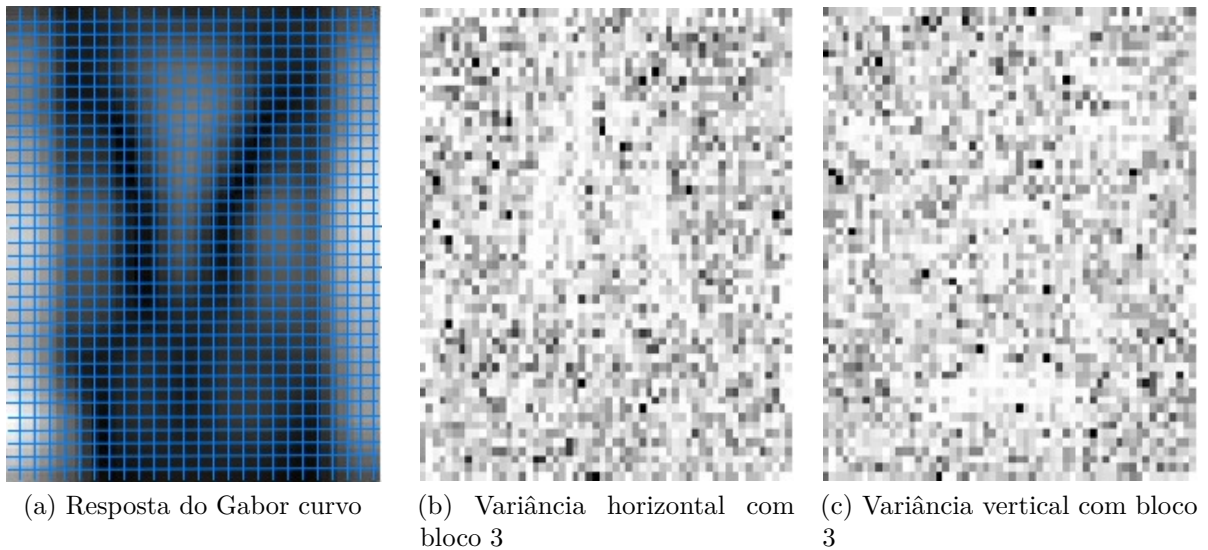 (a) Resposta do Gabor curvo
(b) Variância horizontal com
bloco 3
(c) Variância vertical com bloco
3